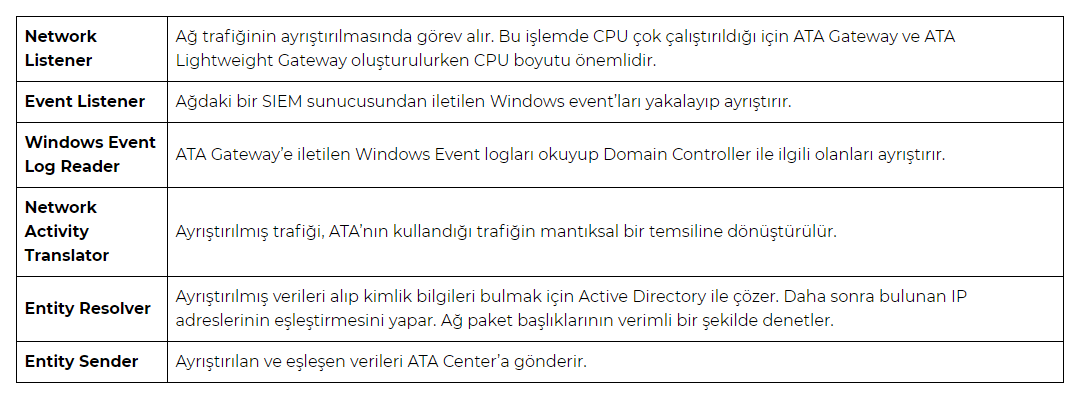 Network
Listener
Ağ trafiğinin ayrıştırılmasında görev alır. Bu işlemde CPU çok çalıştırıldığı için ATA Gateway ve ATA
Lightweight Gateway oluşturulurken CPU boyutu önemlidir.
Event Listener
Ağdaki bir SIEM sunucusundan iletilen Windows event’ları yakalayıp ayrıştırır.
Windows Event
Log Reader
ATA Gateway’e iletilen Windows Event logları okuyup Domain Controller ile ilgili olanları ayrıştırır.
Network
Activity
Translator
Ayrıştırılmış trafiği, ATA’nın kullandığı trafiğin mantıksal bir temsiline dönüştürülür.
Entity Resolver
Ayrıştırılmış verileri alıp kimlik bilgileri bulmak için Active Directory ile çözer. Daha sonra bulunan IP
adreslerinin eşleştirmesini yapar. Ağ paket başlıklarının verimli bir şekilde denetler.
Entity Sender
Ayrıştırılan ve eşleşen verileri ATA Center’a gönderir.